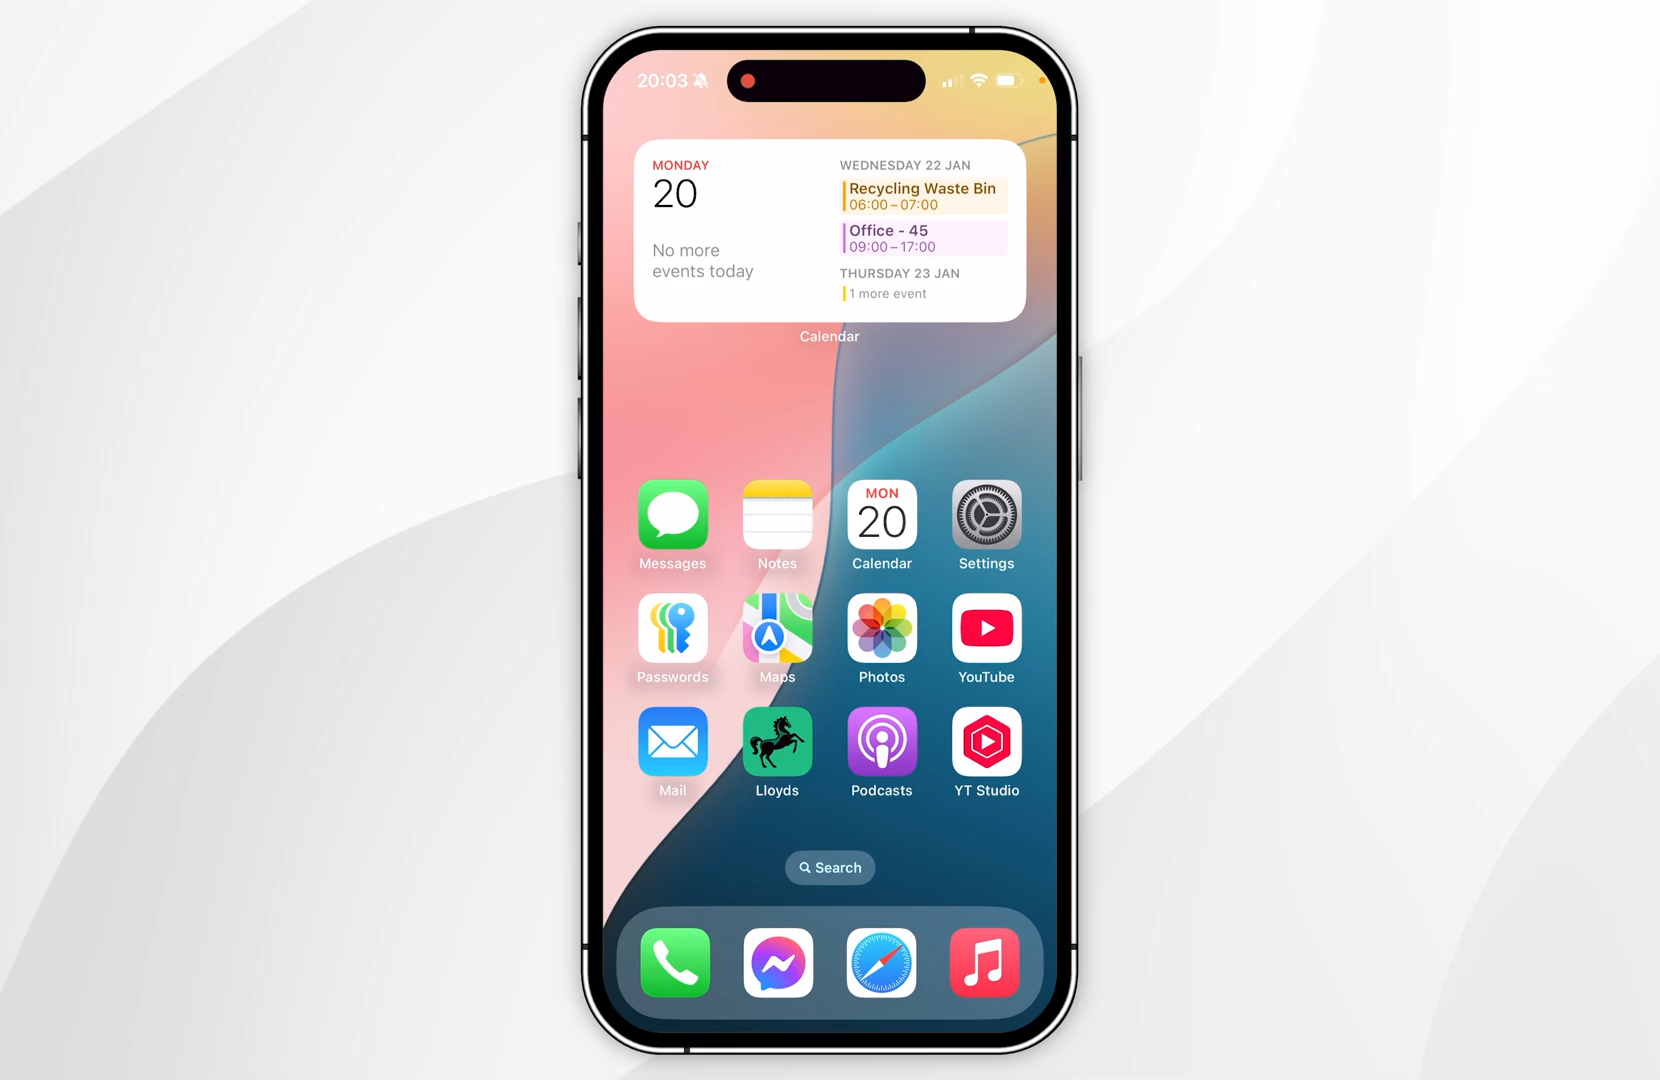 20:03
MONDAY
20
No more
events today
WEDNESDAY 22 JAN
Recycling Waste Bin
06:00 – 07:00
Office - 45
09:00 – 17:00
THURSDAY 23 JAN
1 more event
Calendar
MON
20
Messages
Notes
Calendar
Settings
Passwords
Maps
Photos
YouTube
Mail
Lloyds
Podcasts
YT Studio
Search